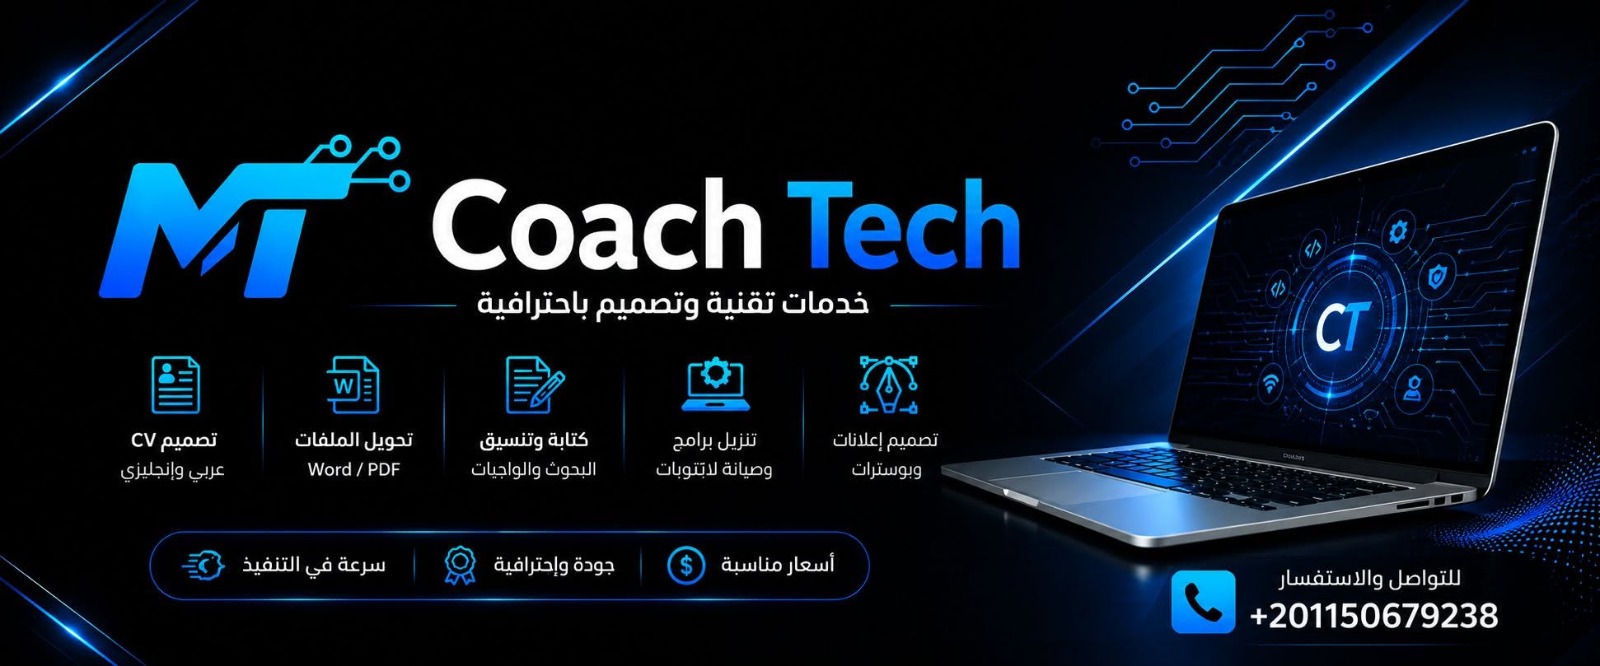 MT
Coach Tech
خدمات تقنية وتصميم باحترافية
تصميم إعلانات
وبوسترات
تنزيل برامج
وصيانة لابتوبات
كتابة وتنسيق
البحوث والواجبات
W
تحويل الملفات
Word / PDF
تصميم CV
عربي وإنجليزي
أسعار مناسبة
$
جودة وإحترافية
سرعة في التنفيذ
CT
للتواصل والاستفسار
+201150679238